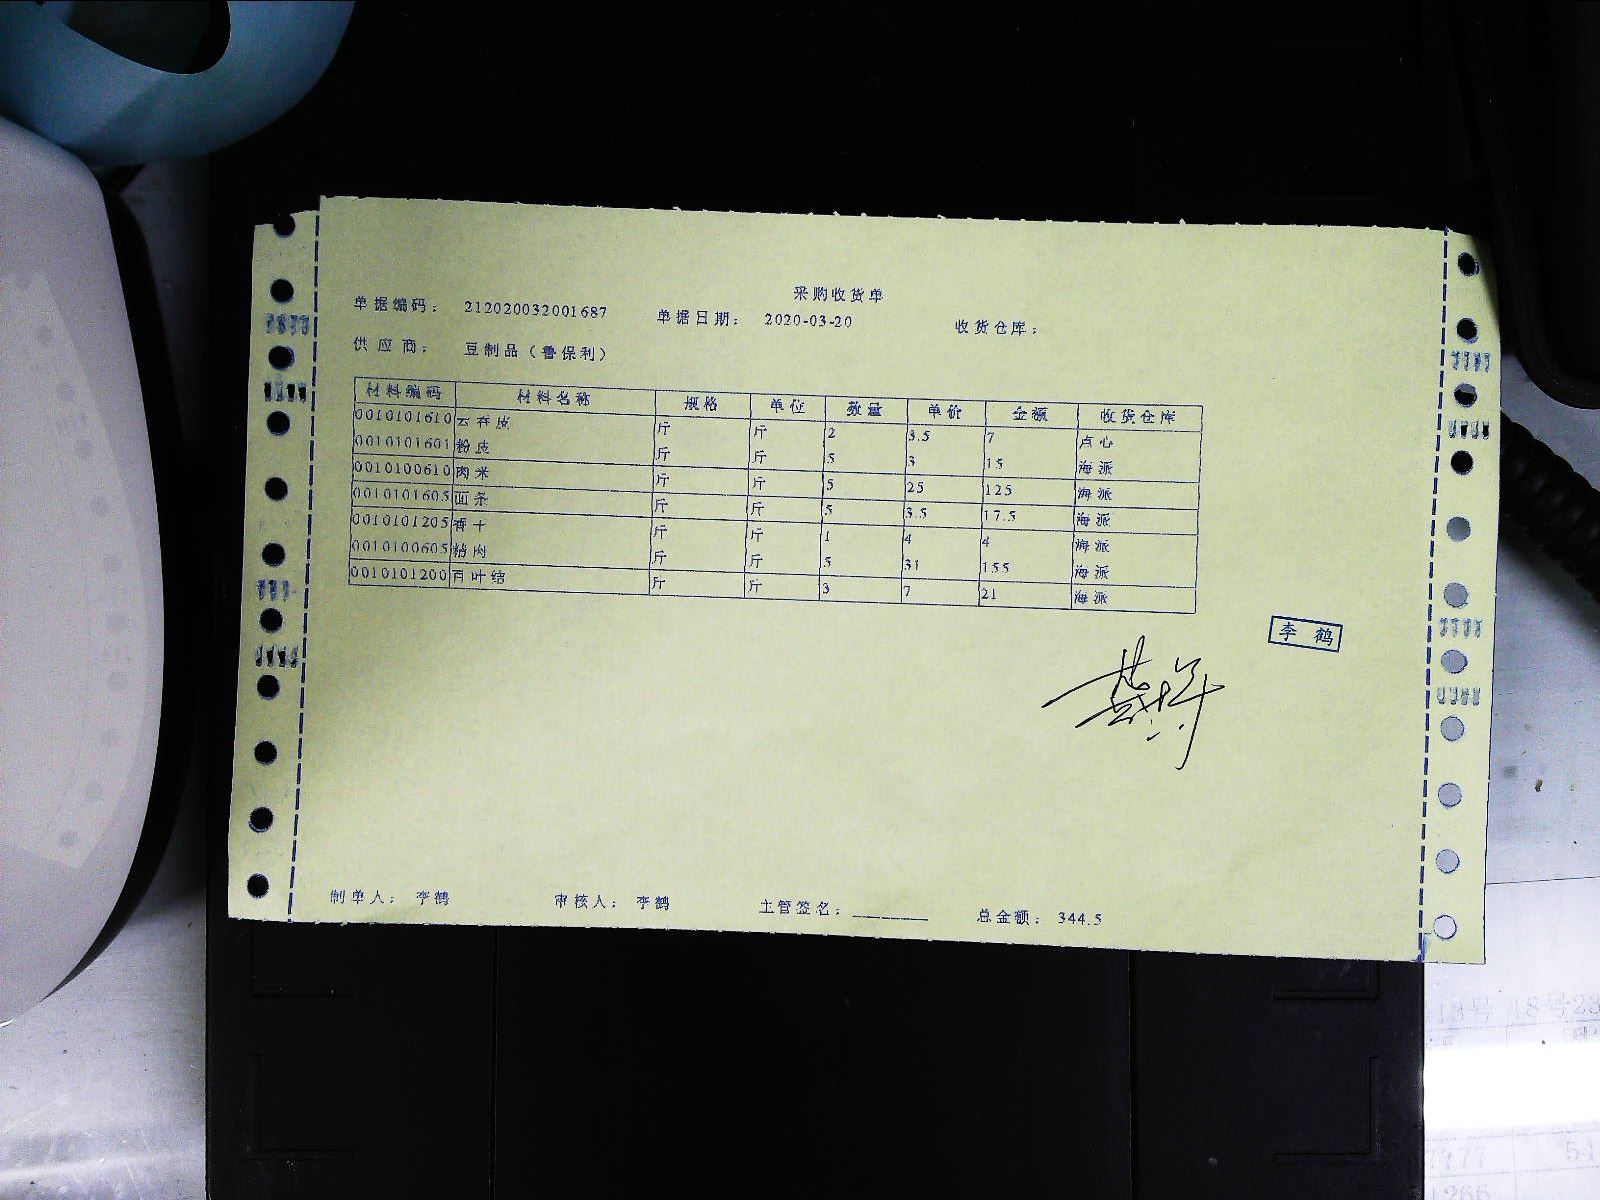 采购收货单
单据编码： 212020032001687 单据日期： 2020-03-20 收货仓库：
供应商： 豆制品（鲁保利）
材料编码 材料名称 规格 单位 数量 单价 金额 收货仓库
0010101610 云吞皮 斤 斤 2 3.5 7 点心
0010101601 粉皮 斤 斤 5 3 15 海派
0010100610 肉米 斤 斤 5 25 125 海派
0010101605 面条 斤 斤 5 3.5 17.5 海派
0010101205 香干 斤 斤 1 4 4 海派
0010100605 精肉 斤 斤 5 31 155 海派
0010101200 百叶结 斤 斤 3 7 21 海派
李鹤
制单人： 李鹤 审核人： 李鹤 主管签名：________ 总金额： 344.5
18号 18号